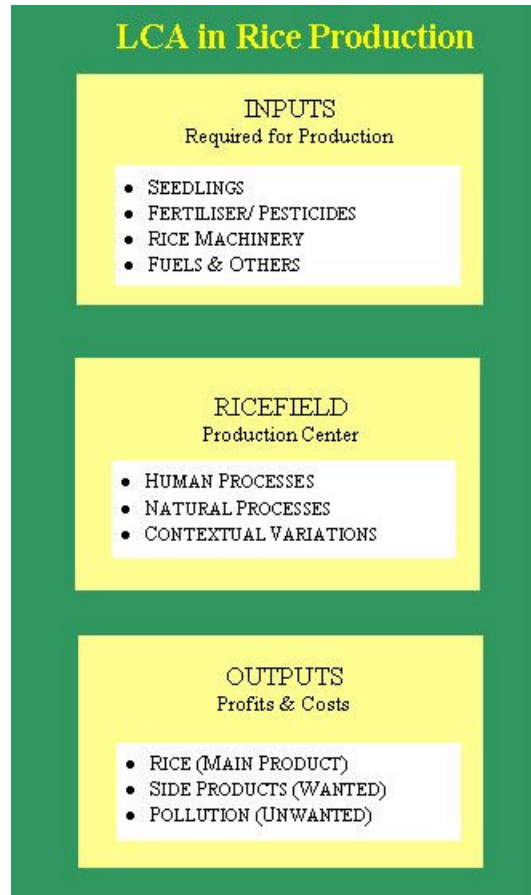 LCA in Rice Production
INPUTS
Required for Production
• SEEDLINGS
• FERTILISER/ PESTICIDES
• RICE MACHINERY
• FUELS & OTHERS
RICEFIELD
Production Center
• HUMAN PROCESSES
• NATURAL PROCESSES
• CONTEXTUAL VARIATIONS
OUTPUTS
Profits & Costs
• RICE (MAIN PRODUCT)
• SIDE PRODUCTS (WANTED)
• POLLUTION (UNWANTED)